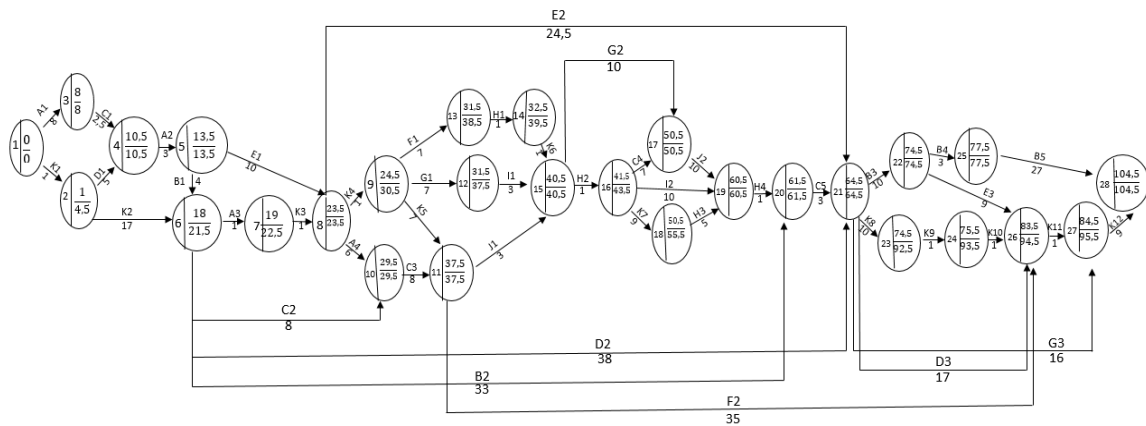 E2
24,5
G2
10
A1
8
3
8
8
C1
2,5
1
0
0
K1
1
D1
5
2
1
4,5
4
10,5
10,5
A2
3
5
13,5
13,5
B1 4
E1
10
K2
17
6
18
21,5
A3
1
7
19
22,5
K3
1
8
23,5
23,5
K4
1
A4
6
9
24,5
30,5
F1
7
G1
7
K5
7
10
29,5
29,5
C3
8
11
37,5
37,5
J1
3
12
31,5
37,5
I1
3
13
31,5
38,5
H1
1
14
32,5
39,5
K6
1
15
40,5
40,5
H2
1
16
41,5
43,5
C4
7
I2
10
K7
9
17
50,5
50,5
J2
10
18
50,5
55,5
H3
5
19
60,5
60,5
H4
1
20
61,5
61,5
C5
3
21
64,5
64,5
B3
10
K8
10
22
74,5
74,5
B4
3
25
77,5
77,5
B5
27
E3
9
23
74,5
92,5
K9
1
24
75,5
93,5
K10
1
26
83,5
94,5
K11
1
27
84,5
95,5
K12
9
28
104,5
104,5
C2
8
D2
38
B2
33
F2
35
D3
17
G3
16